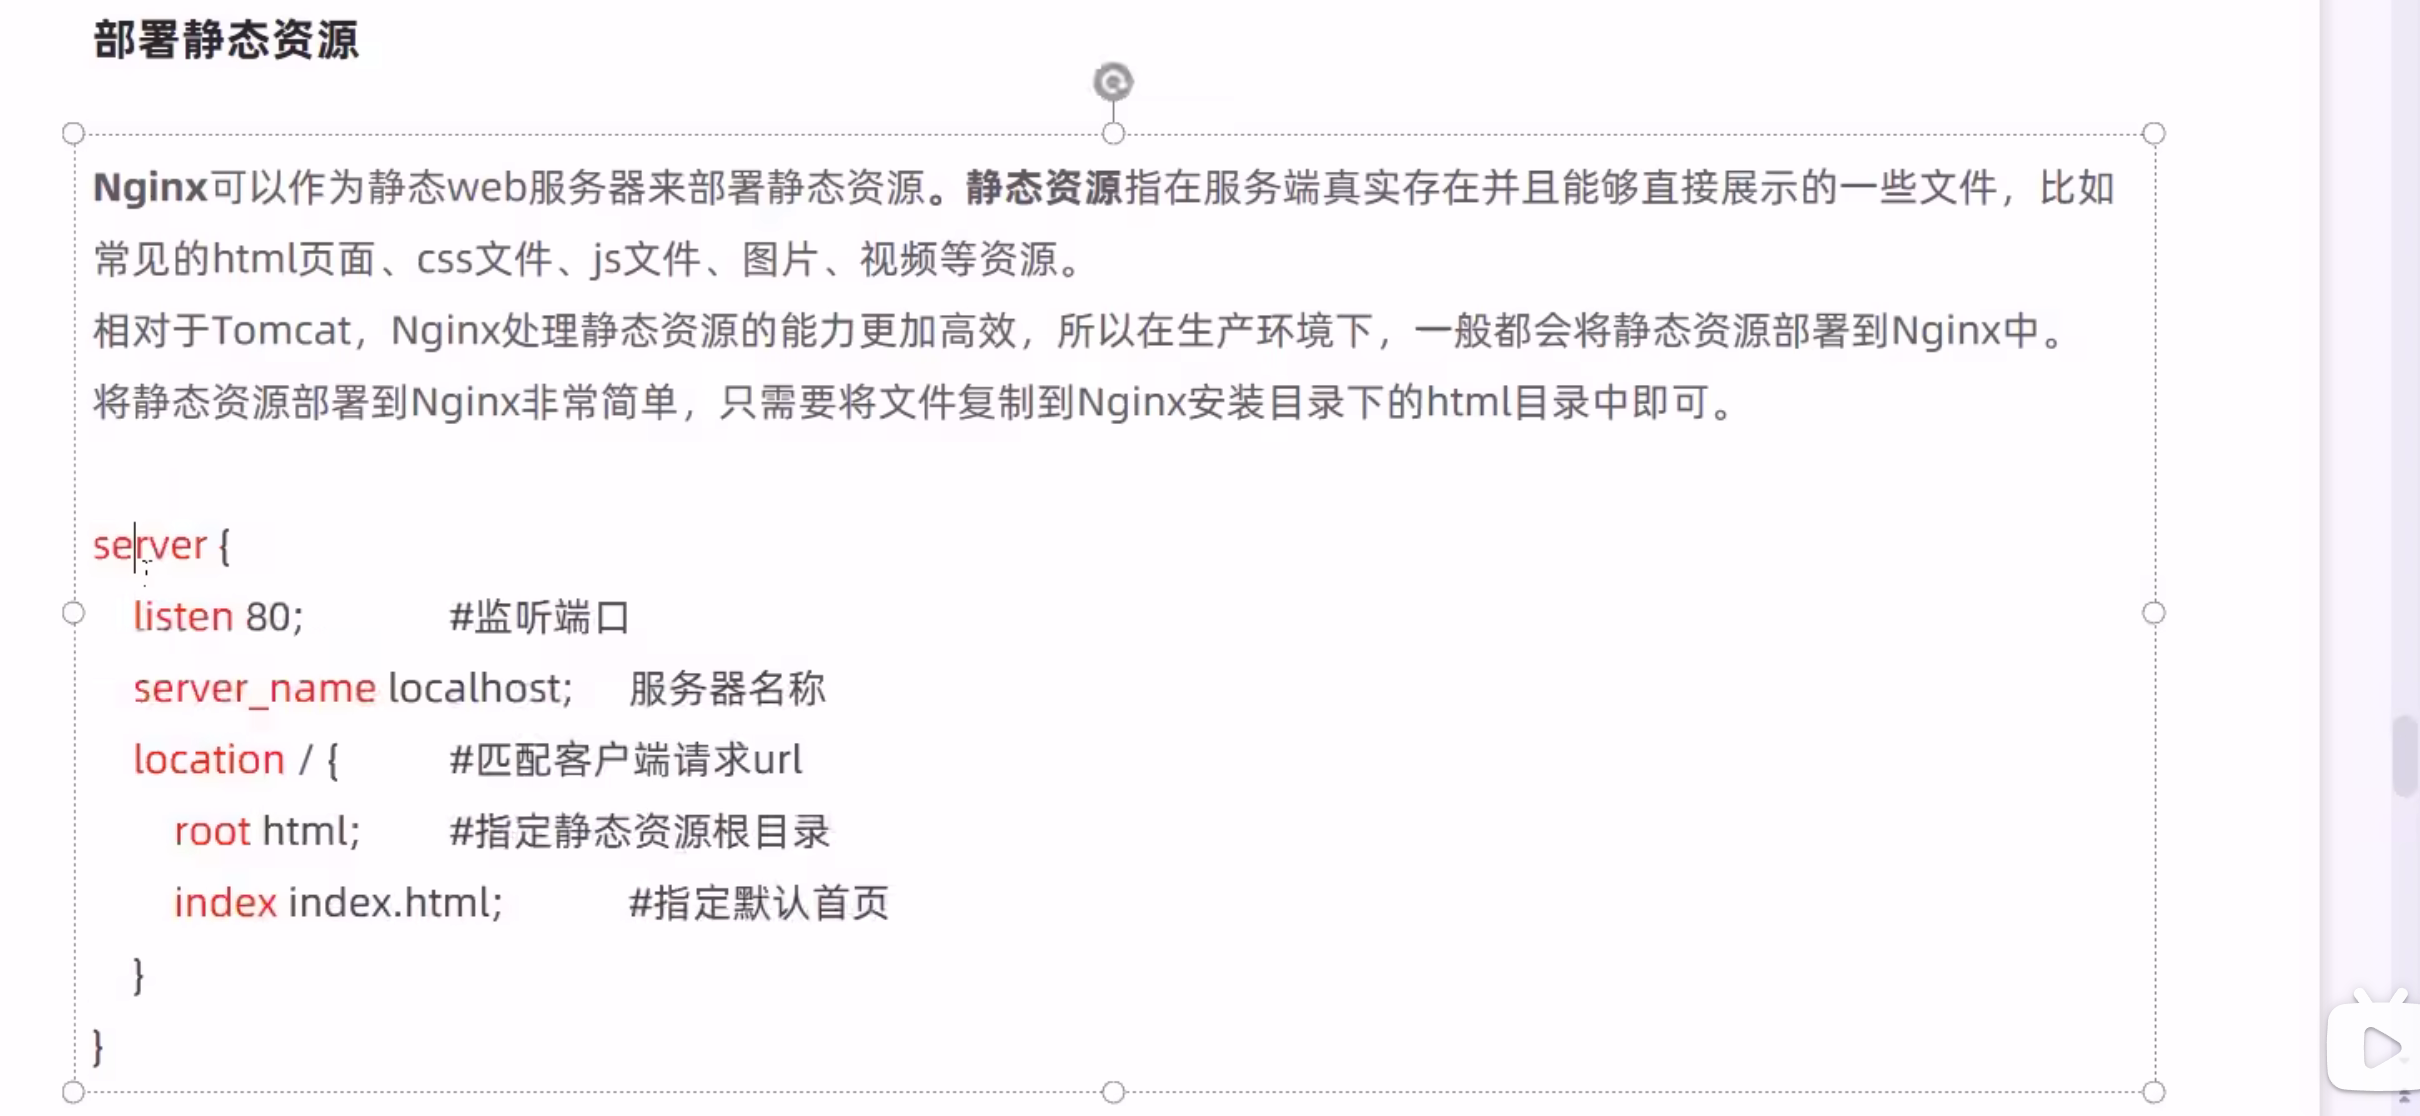 部署静态资源
Nginx可以作为静态web服务器来部署静态资源。静态资源指在服务端真实存在并且能够直接展示的一些文件，比如
常见的html页面、css文件、js文件、图片、视频等资源。
相对于Tomcat，Nginx处理静态资源的能力更加高效，所以在生产环境下，一般都会将静态资源部署到Nginx中。
将静态资源部署到Nginx非常简单，只需要将文件复制到Nginx安装目录下的html目录中即可。
server {
listen 80; #监听端口
server_name localhost; 服务器名称
location / { #匹配客户端请求url
root html; #指定静态资源根目录
index index.html; #指定默认首页
}
}